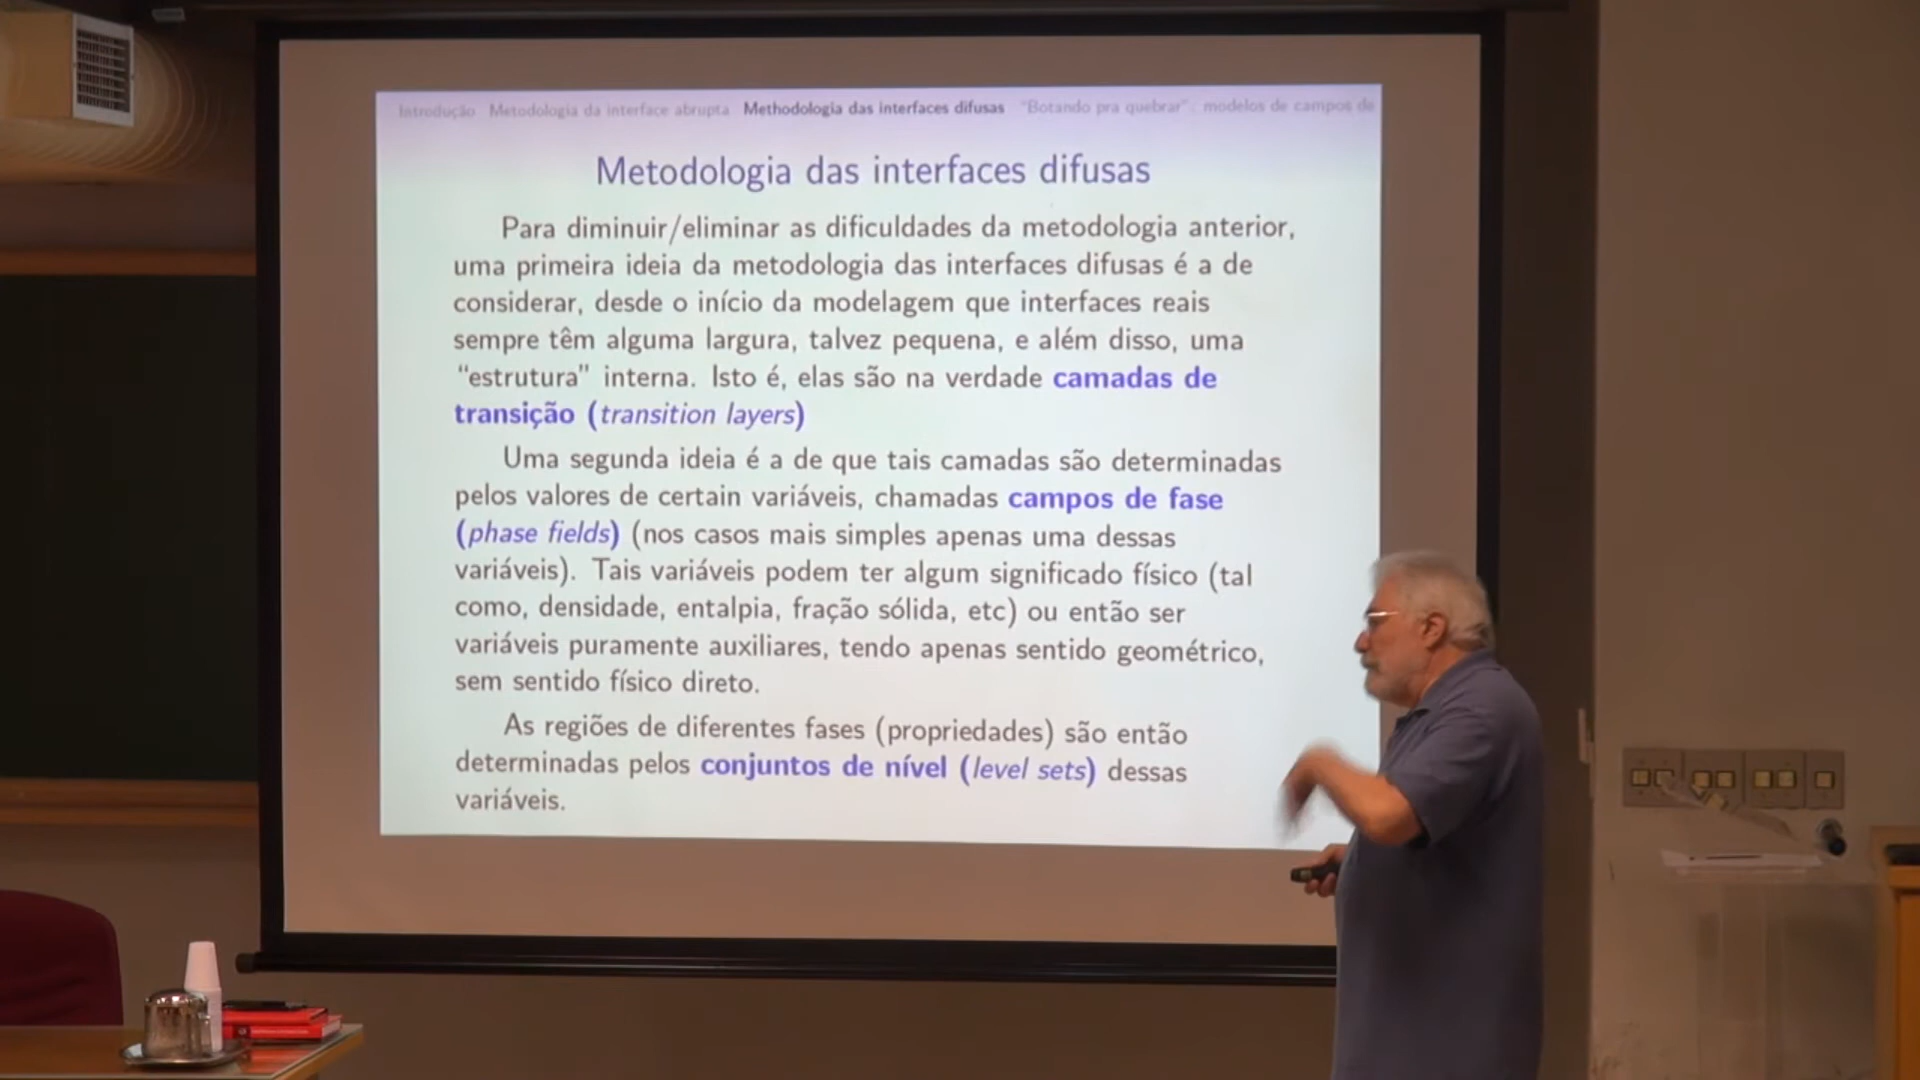 Introdução Metodologia da interface abrupta Methodologia das interfaces difusas "Botando pra quebrar": modelos de campos de
Metodologia das interfaces difusas
Para diminuir/eliminar as dificuldades da metodologia anterior,
uma primeira ideia da metodologia das interfaces difusas é a de
considerar, desde o início da modelagem que interfaces reais
sempre têm alguma largura, talvez pequena, e além disso, uma
"estrutura" interna. Isto é, elas são na verdade camadas de
transição (transition layers)
Uma segunda ideia é a de que tais camadas são determinadas
pelos valores de certain variáveis, chamadas campos de fase
(phase fields) (nos casos mais simples apenas uma dessas
variáveis). Tais variáveis podem ter algum significado físico (tal
como, densidade, entalpia, fração sólida, etc) ou então ser
variáveis puramente auxiliares, tendo apenas sentido geométrico,
sem sentido físico direto.
As regiões de diferentes fases (propriedades) são então
determinadas pelos conjuntos de nível (level sets) dessas
variáveis.